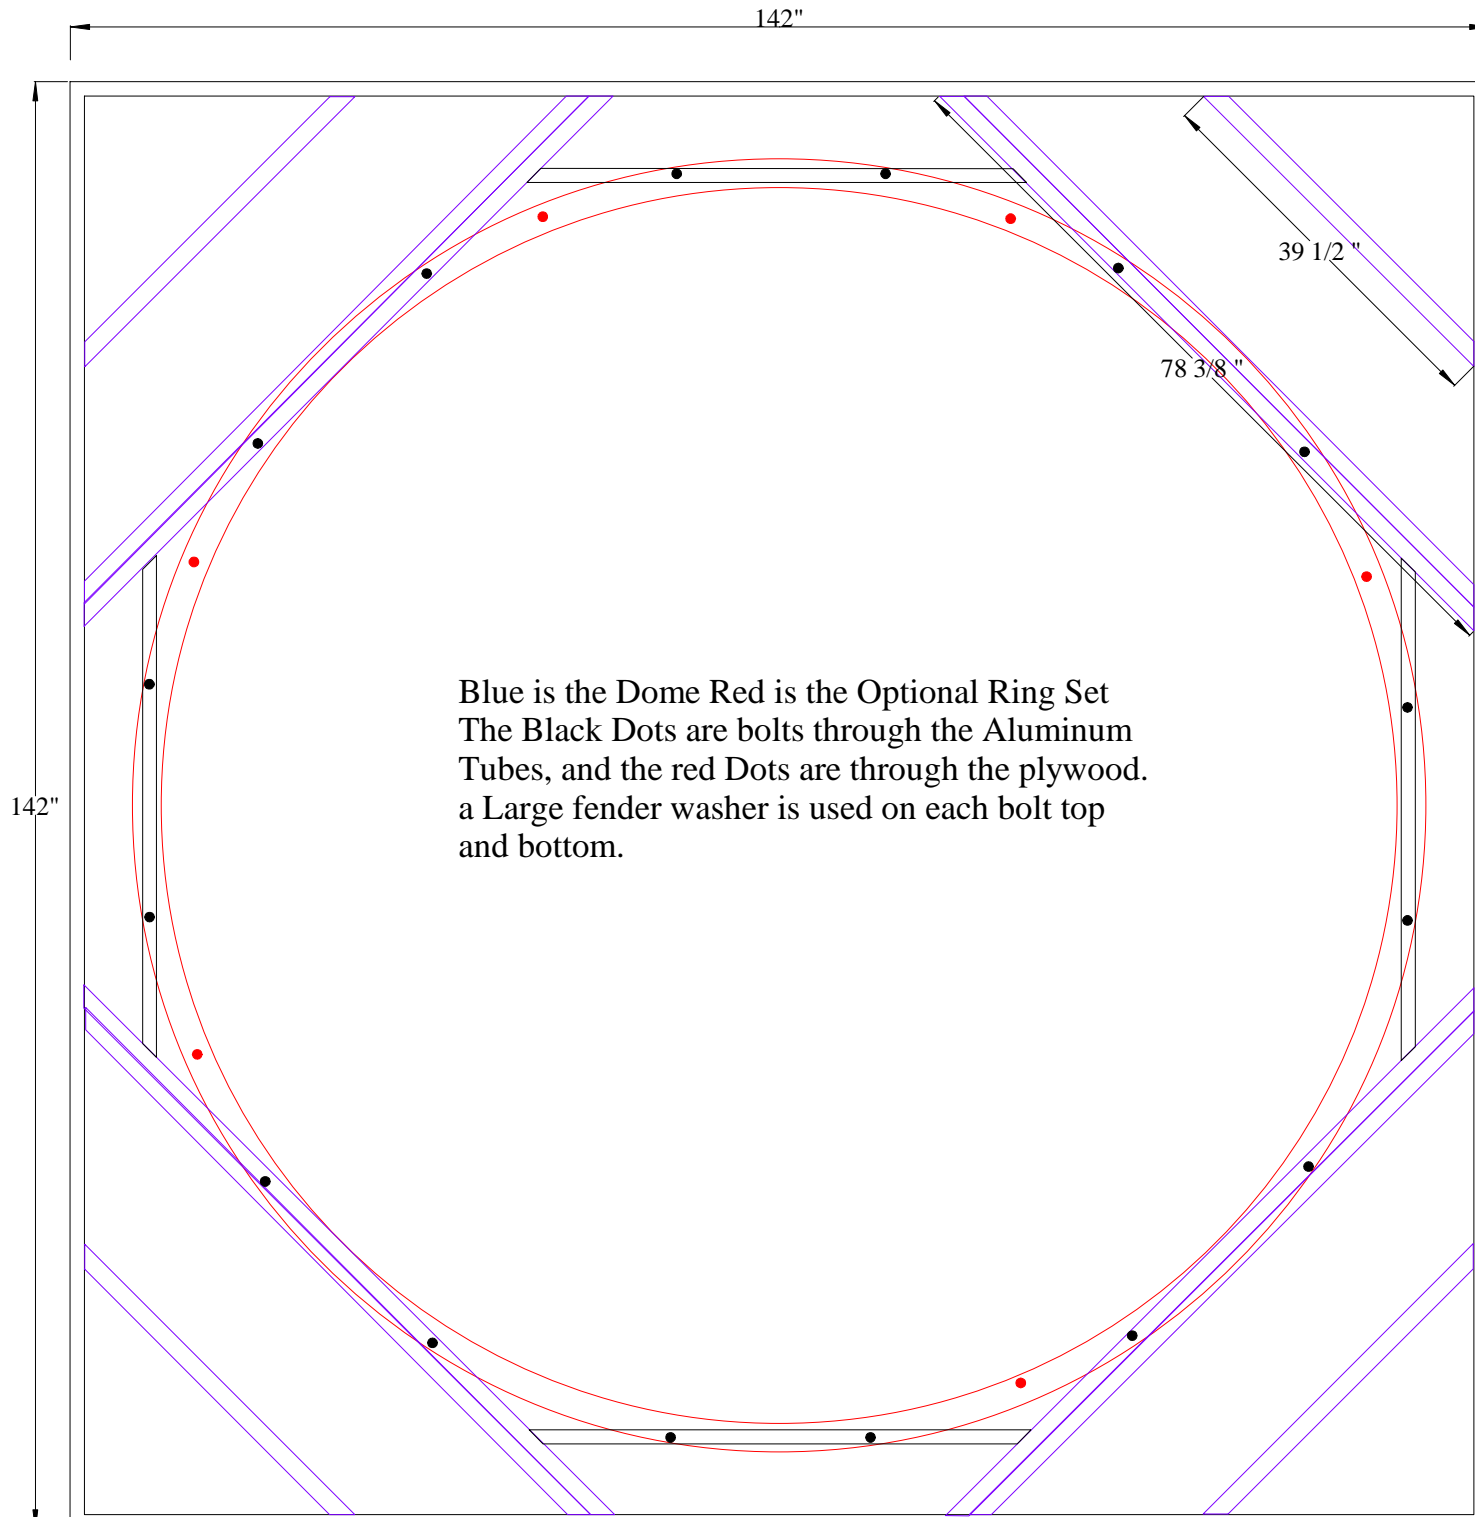 142"
39 1/2 "
78 3/8 "
Blue is the Dome Red is the Optional Ring Set
The Black Dots are bolts through the Aluminum
Tubes, and the red Dots are through the plywood.
a Large fender washer is used on each bolt top
and bottom.
142"